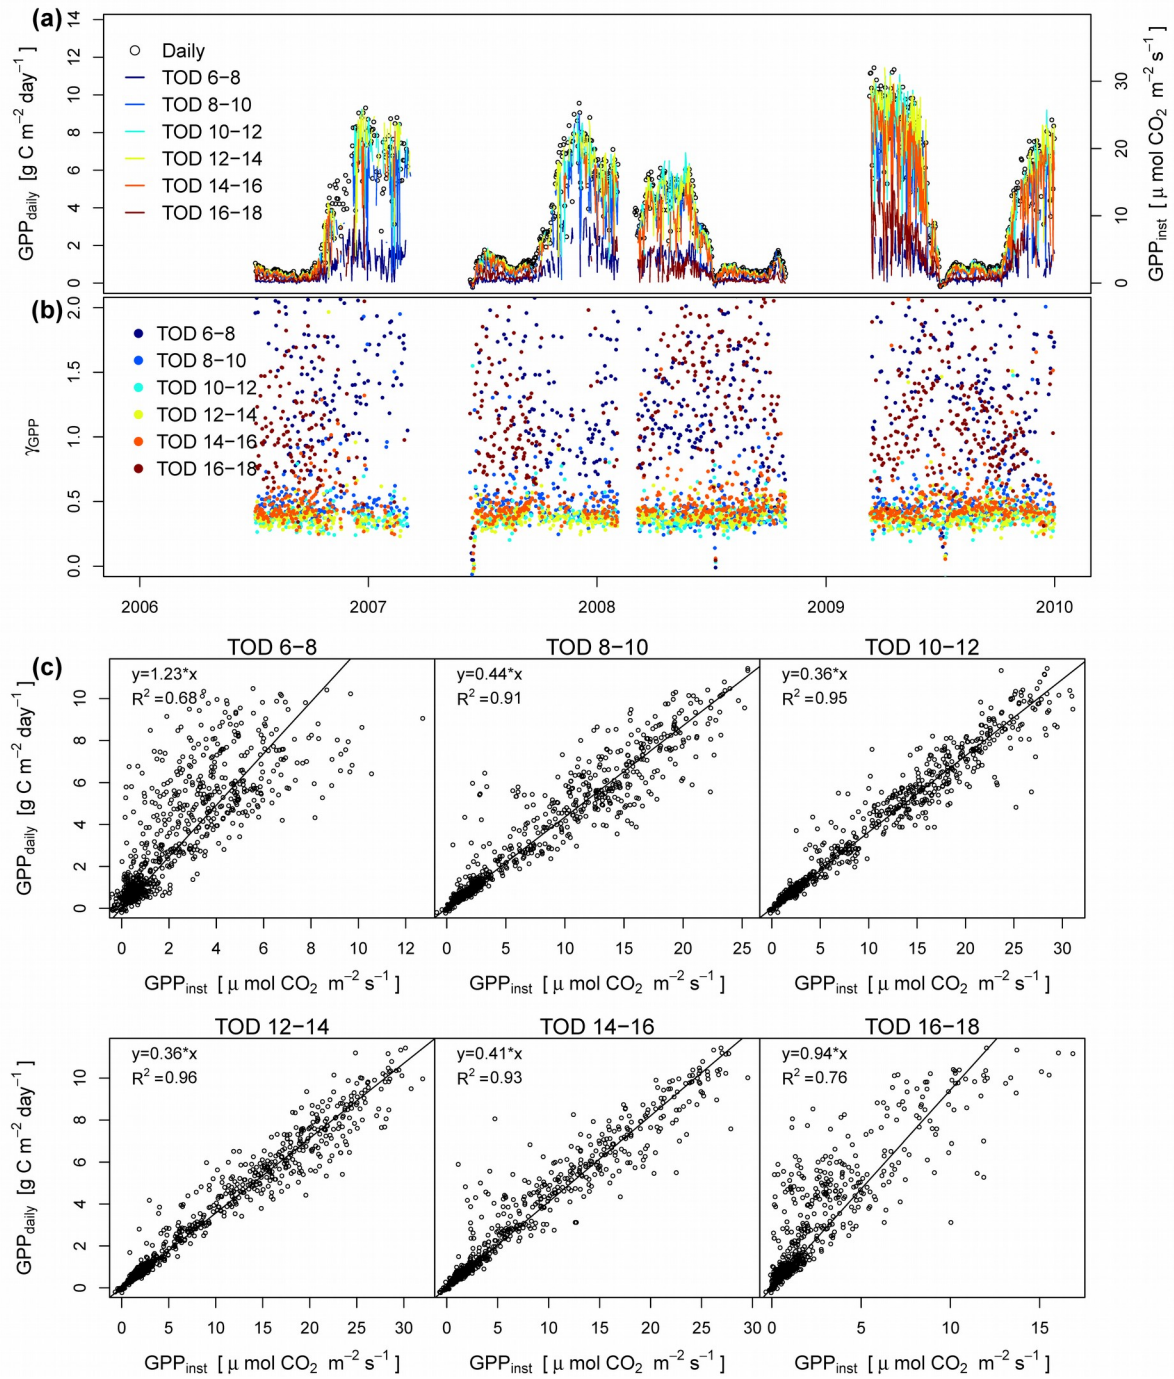 (a)
GPPdaily [g C m−2 day−1 ]
0 2 4 6 8 10 12 14
Daily
TOD 6−8
TOD 8−10
TOD 10−12
TOD 12−14
TOD 14−16
TOD 16−18
0 10 20 30
GPPinst [ μ mol CO2 m−2 s−1 ]
(b)
γGPP
0.0 0.5 1.0 1.5 2.0
TOD 6−8
TOD 8−10
TOD 10−12
TOD 12−14
TOD 14−16
TOD 16−18
2006 2007 2008 2009 2010
(c)
TOD 6−8 TOD 8−10 TOD 10−12
GPPdaily [g C m−2 day−1 ]
0 2 4 6 8 10
y=1.23*x
R2 =0.68
y=0.44*x
R2 =0.91
y=0.36*x
R2 =0.95
0 2 4 6 8 10 12
0 5 10 15 20 25
0 5 10 15 20 25 30
GPPinst [ μ mol CO2 m−2 s−1 ]
GPPinst [ μ mol CO2 m−2 s−1 ]
GPPinst [ μ mol CO2 m−2 s−1 ]
TOD 12−14 TOD 14−16 TOD 16−18
GPPdaily [g C m−2 day−1 ]
0 2 4 6 8 10
y=0.36*x
R2 =0.96
y=0.41*x
R2 =0.93
y=0.94*x
R2 =0.76
0 5 10 15 20 25 30
0 5 10 15 20 25 30
0 5 10 15
GPPinst [ μ mol CO2 m−2 s−1 ]
GPPinst [ μ mol CO2 m−2 s−1 ]
GPPinst [ μ mol CO2 m−2 s−1 ]